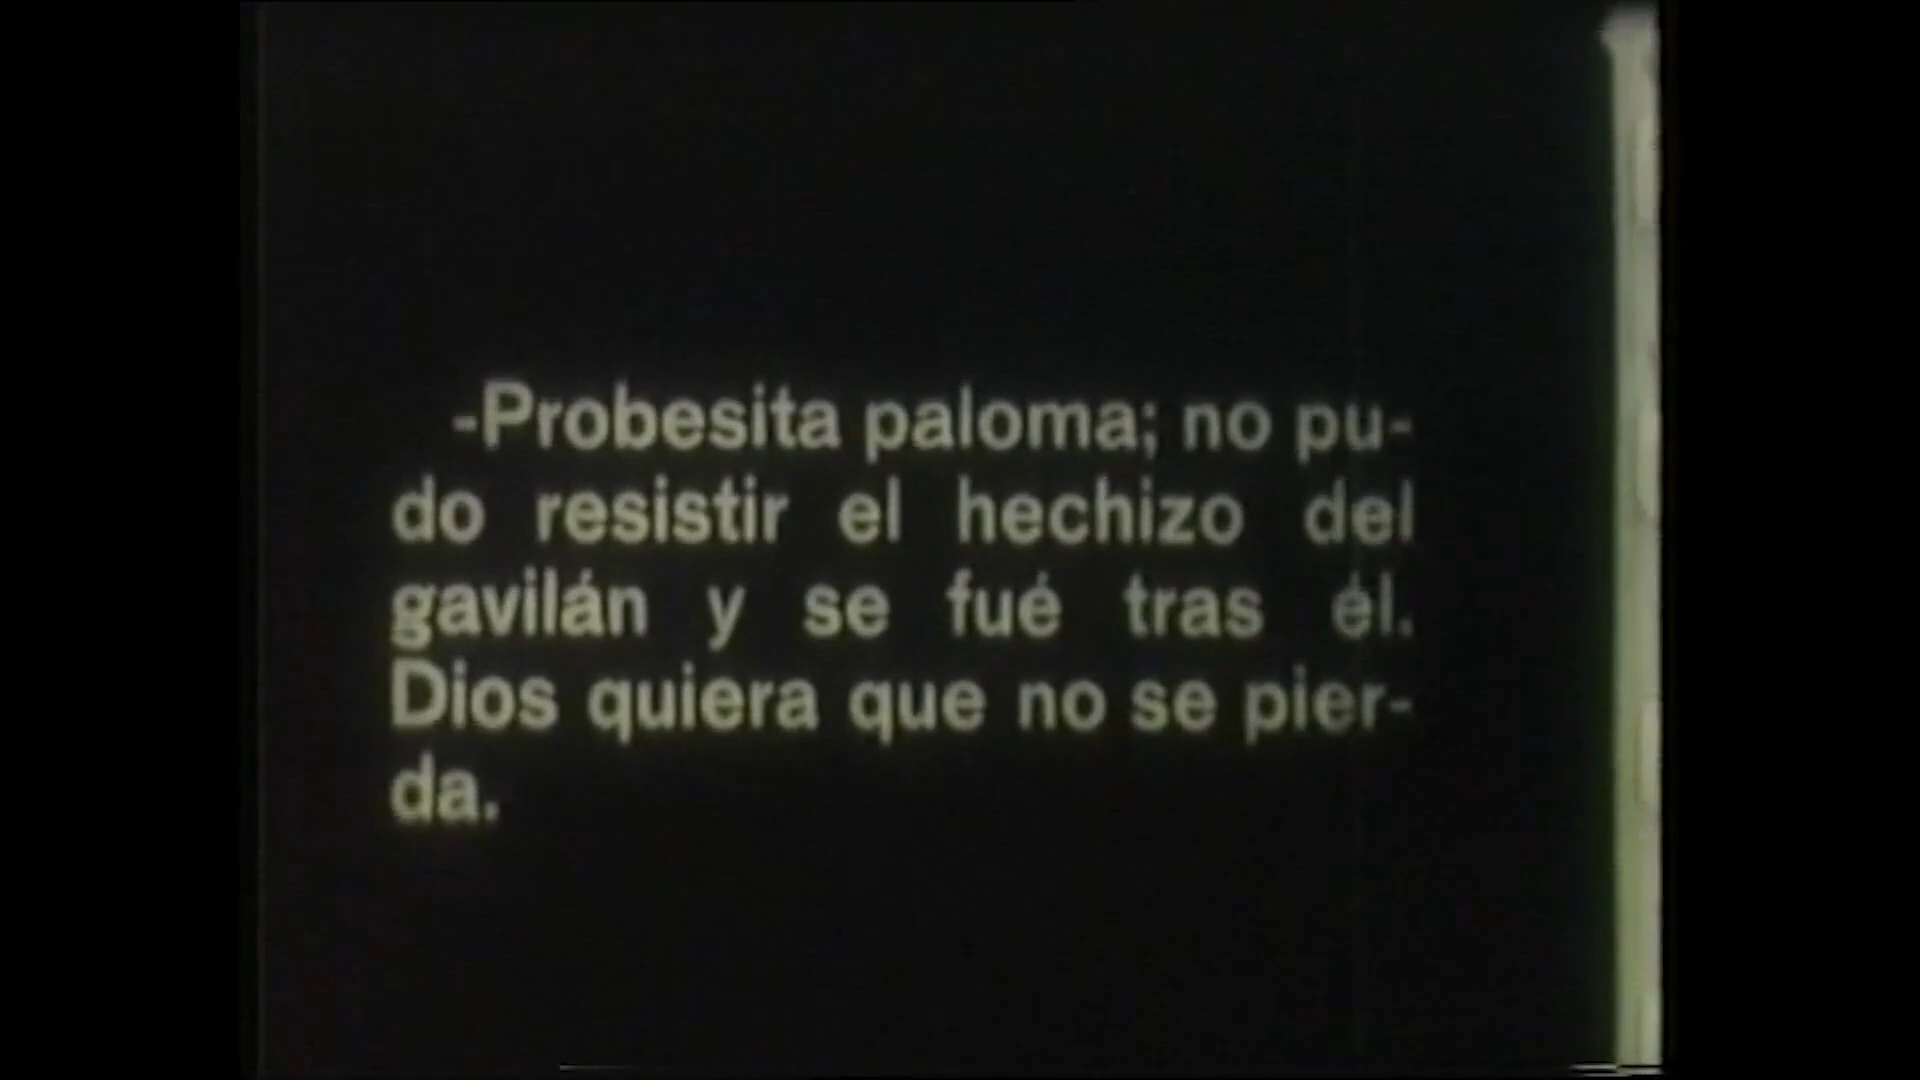 -Probesita paloma; no pu-
do resistir el hechizo del
gavilán y se fué tras él.
Dios quiera que no se pier-
da.